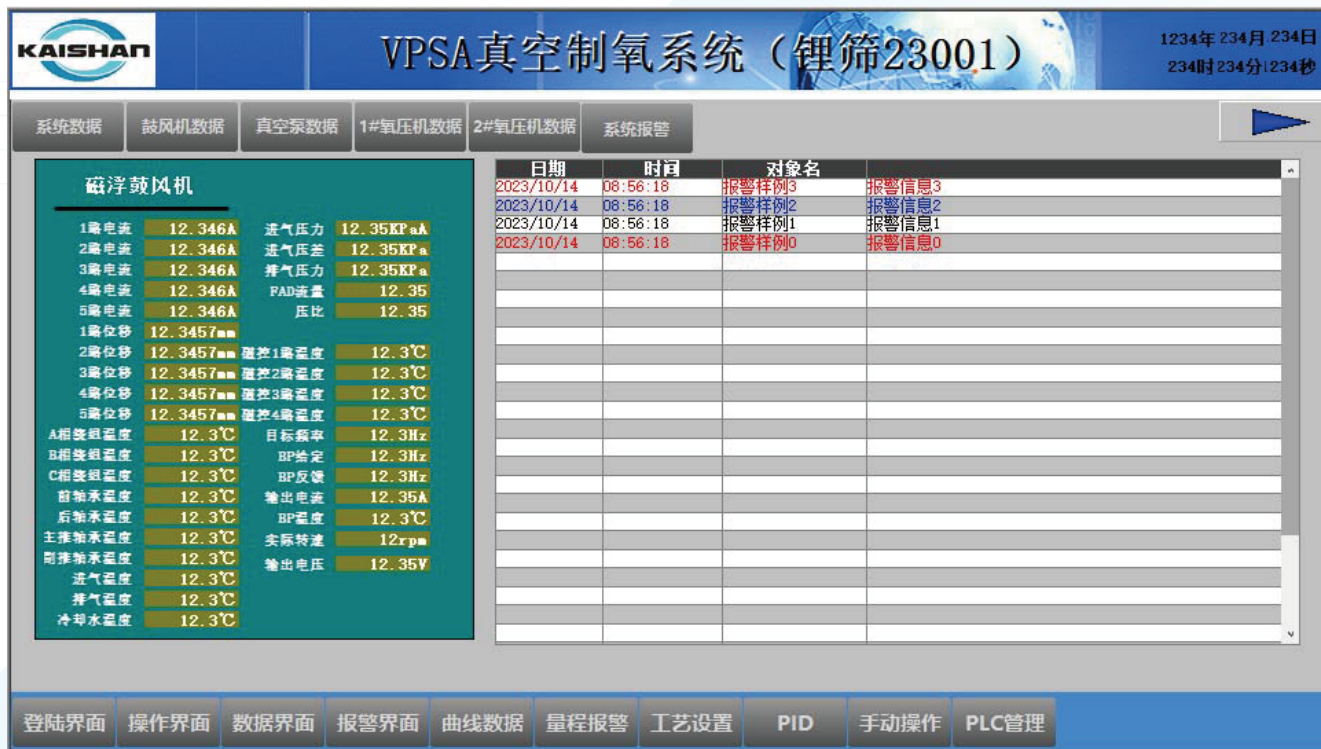 KAISHAN
VPSA真空制氧系统（锂筛23001）
1234年 234月 234日
234时 234分 234秒
系统数据 鼓风机数据 真空泵数据 1#氧压机数据 2#氧压机数据 系统报警
磁浮鼓风机
1路电流 12.346A 进气压力 12.35KPaA
2路电流 12.346A 进气压差 12.35KPa
3路电流 12.346A 排气压力 12.35KPa
4路电流 12.346A FAD流量 12.35
5路电流 12.346A 压比 12.35
1路位移 12.3457mm
2路位移 12.3457mm 磁控1路温度 12.3℃
3路位移 12.3457mm 磁控2路温度 12.3℃
4路位移 12.3457mm 磁控3路温度 12.3℃
5路位移 12.3457mm 磁控4路温度 12.3℃
A相绕组温度 12.3℃ 目标频率 12.3Hz
B相绕组温度 12.3℃ BP给定 12.3Hz
C相绕组温度 12.3℃ BP反馈 12.3Hz
前轴承温度 12.3℃ 输出电流 12.35A
后轴承温度 12.3℃ BP温度 12.3℃
主推轴承温度 12.3℃ 实际转速 12rpm
副推轴承温度 12.3℃ 输出电压 12.35V
进气温度 12.3℃
排气温度 12.3℃
冷却水温度 12.3℃
日期 时间 对象名
2023/10/14 08:56:18 报警样例3 报警信息3
2023/10/14 08:56:18 报警样例2 报警信息2
2023/10/14 08:56:18 报警样例1 报警信息1
2023/10/14 08:56:18 报警样例0 报警信息0
登陆界面 操作界面 数据界面 报警界面 曲线数据 量程报警 工艺设置 PID 手动操作 PLC管理